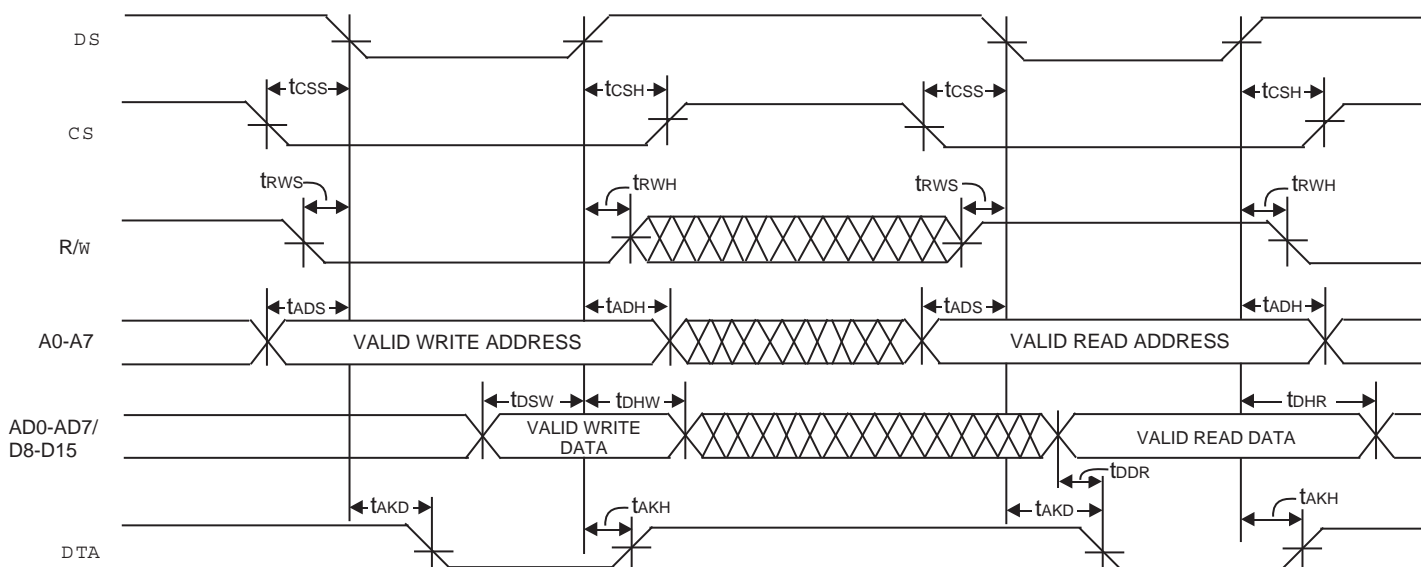 DS
tCSS tCSH tCSS tCSH
CS
tRWS tRWH tRWS tRWH
R/W
tADS tADH tADS tADH
A0-A7 VALID WRITE ADDRESS VALID READ ADDRESS
tDSW tDHW tDHR
AD0-AD7/
D8-D15
VALID WRITE
DATA
VALID READ DATA
tDDR
tAKD tAKH tAKD tAKH
DTA